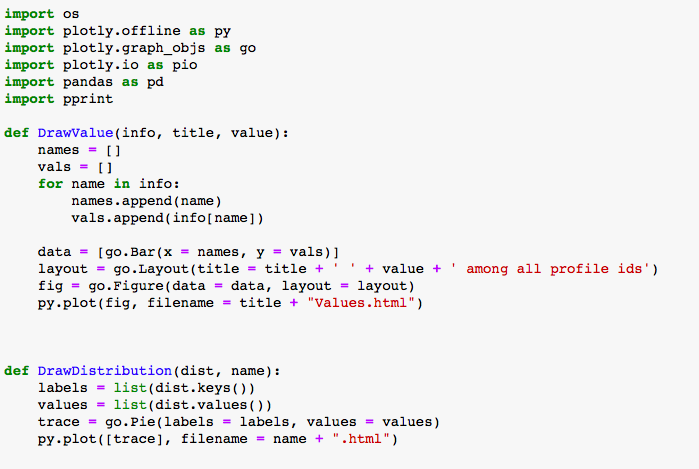 import os
import plotly.offline as py
import plotly.graph_objs as go
import plotly.io as pio
import pandas as pd
import pprint

def DrawValue(info, title, value):
    names = []
    vals = []
    for name in info:
        names.append(name)
        vals.append(info[name])

    data = [go.Bar(x = names, y = vals)]
    layout = go.Layout(title = title + ' ' + value + ' among all profile ids')
    fig = go.Figure(data = data, layout = layout)
    py.plot(fig, filename = title + "Values.html")

def DrawDistribution(dist, name):
    labels = list(dist.keys())
    values = list(dist.values())
    trace = go.Pie(labels = labels, values = values)
    py.plot([trace], filename = name + ".html")